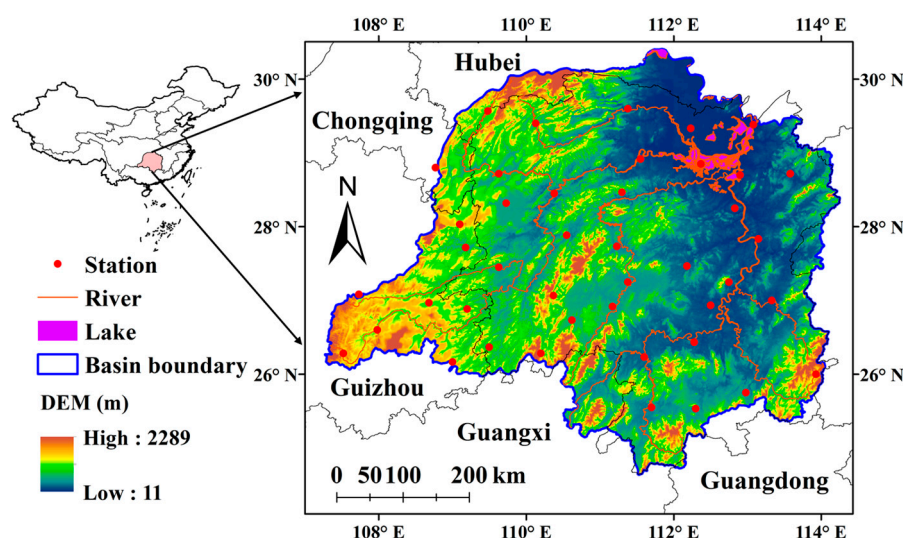 108° E 110° E 112° E 114° E
30° N
28° N
26° N
Hubei
Chongqing
N
Guizhou
Guangxi
Guangdong
Station
River
Lake
Basin boundary
DEM (m)
High : 2289
Low : 11
0 50 100 200 km
30° N
28° N
26° N
108° E 110° E 112° E 114° E